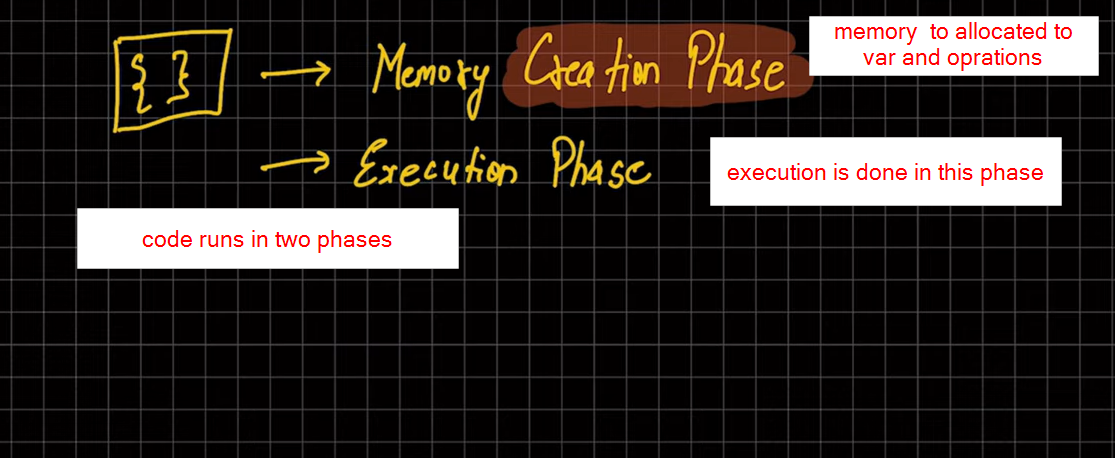 { } → Memory Creation Phase
memory to allocated to
var and oprations
→ Execution Phase
execution is done in this phase
code runs in two phases